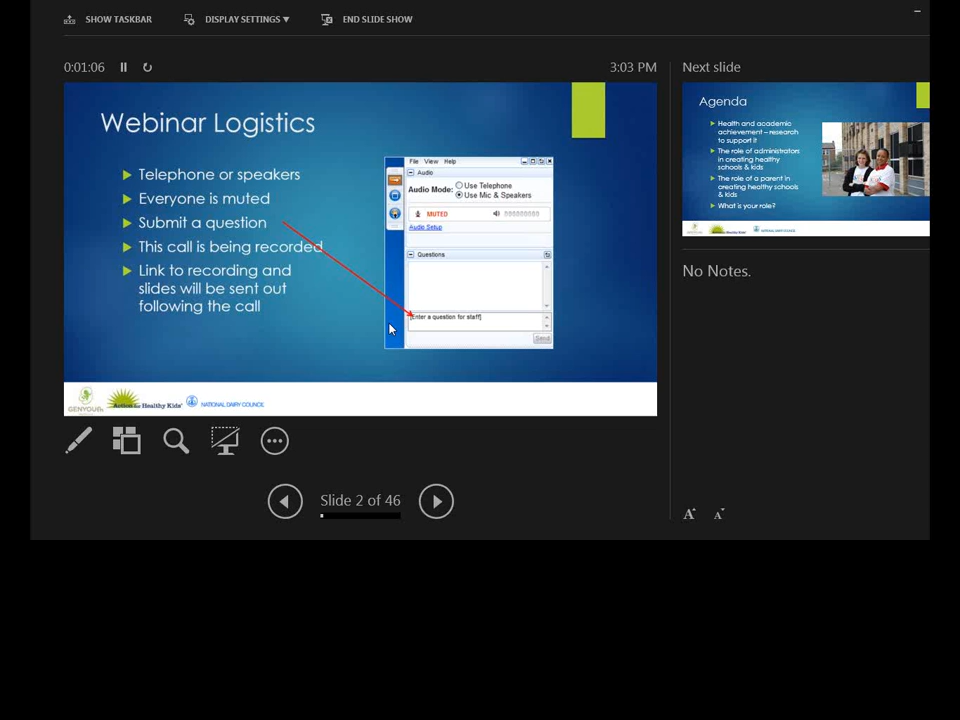 SHOW TASKBAR
DISPLAY SETTINGS
END SLIDE SHOW
0:01:06
3:03 PM
Next slide
Webinar Logistics
Telephone or speakers
Everyone is muted
Submit a question
This call is being recorded
Link to recording and
slides will be sent out
following the call
File View Help
Audio
Audio Mode:
Use Telephone
Use Mic & Speakers
MUTED
Audio Setup
Questions
[Enter a question for staff]
Send
GENYOUth
Action for Healthy Kids
NATIONAL DAIRY COUNCIL
Agenda
Health and academic
achievement – research
to support it
The role of administrators
in creating healthy
schools & kids
The role of a parent in
creating healthy schools
& kids
What is your role?
NATIONAL DAIRY COUNCIL
No Notes.
Slide 2 of 46
A A